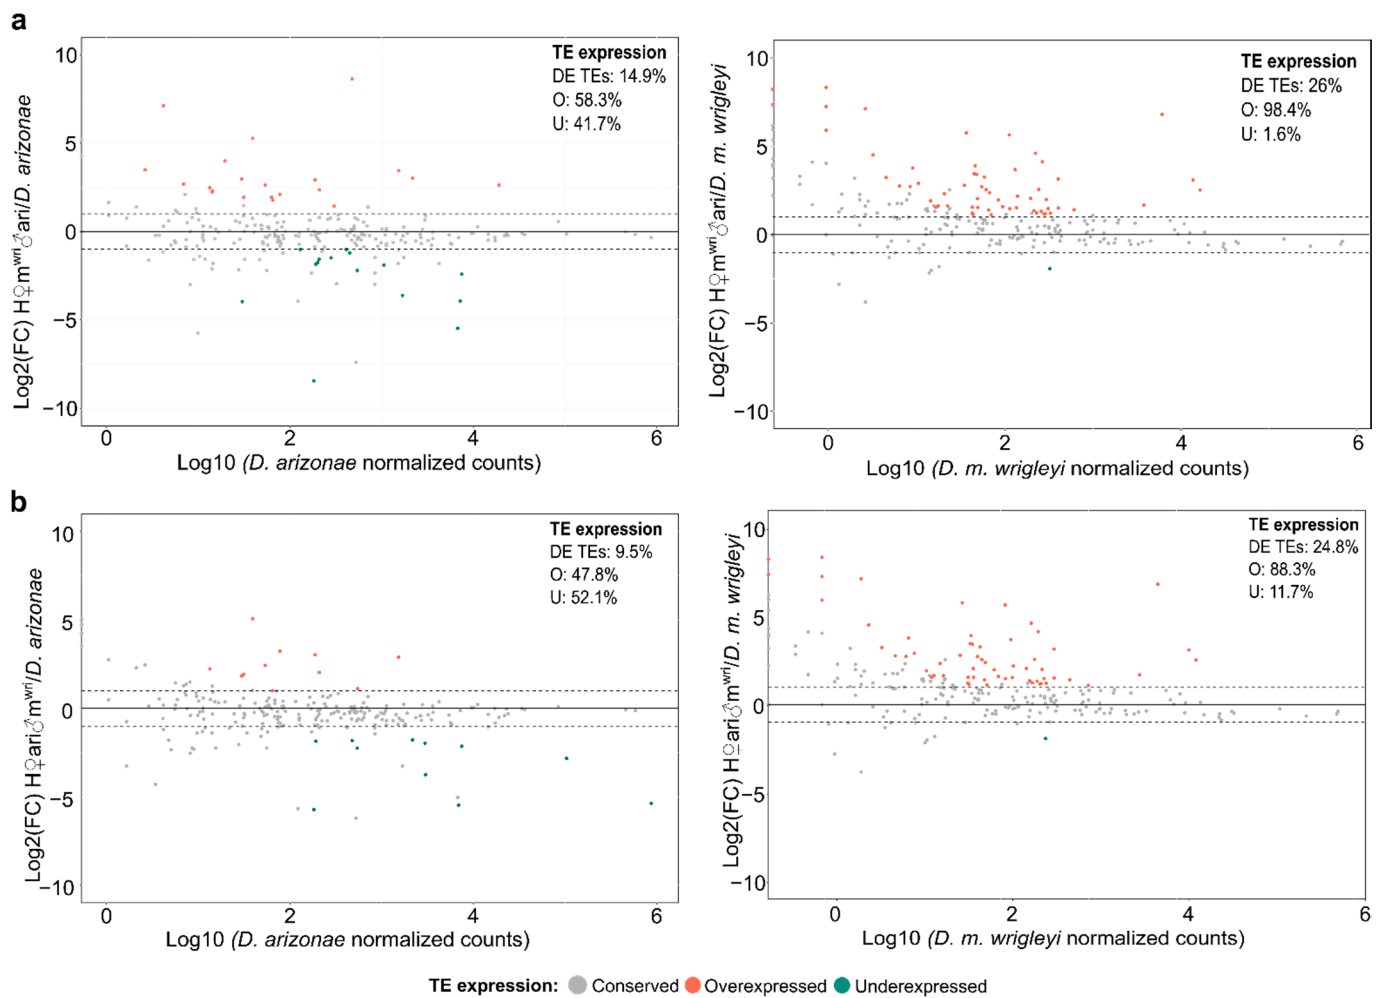 a
10
5
0
−5
−10
Log2(FC) H♀mwri♂ari/D. arizonae
TE expression
DE TEs: 14.9%
O: 58.3%
U: 41.7%
0 2 4 6
Log10 (D. arizonae normalized counts)
10
5
0
−5
−10
Log2(FC) H♀mwri♂ari/D. m. wrigleyi
TE expression
DE TEs: 26%
O: 98.4%
U: 1.6%
0 2 4 6
Log10 (D. m. wrigleyi normalized counts)
b
10
5
0
−5
−10
Log2(FC) H♀ari♂mwri/D. arizonae
TE expression
DE TEs: 9.5%
O: 47.8%
U: 52.1%
0 2 4 6
Log10 (D. arizonae normalized counts)
10
5
0
−5
−10
Log2(FC) H♀ari♂mwri/D. m. wrigleyi
TE expression
DE TEs: 24.8%
O: 88.3%
U: 11.7%
0 2 4 6
Log10 (D. m. wrigleyi normalized counts)
TE expression: Conserved Overexpressed Underexpressed